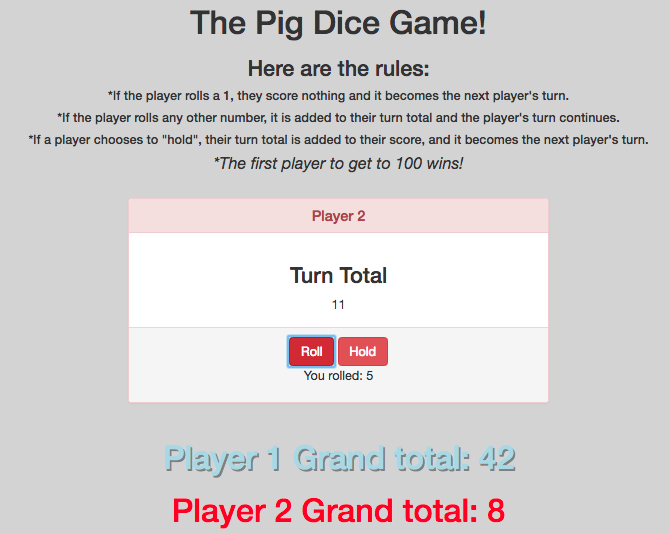 The Pig Dice Game!
Here are the rules:
*If the player rolls a 1, they score nothing and it becomes the next player's turn.
*If the player rolls any other number, it is added to their turn total and the player's turn continues.
*If a player chooses to "hold", their turn total is added to their score, and it becomes the next player's turn.
*The first player to get to 100 wins!
Player 2
Turn Total
11
Roll Hold
You rolled: 5
Player 1 Grand total: 42
Player 2 Grand total: 8